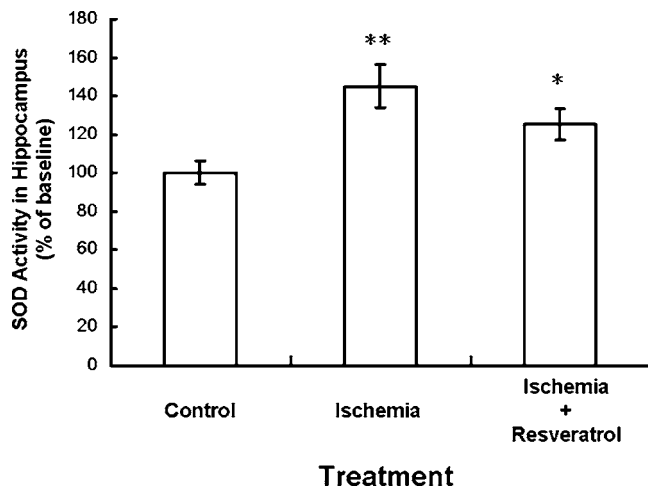 SOD Activity in Hippocampus
(% of baseline)
180
160
140
120
100
80
60
40
20
0
**
*
Control
Ischemia
Ischemia
+
Resveratrol
Treatment